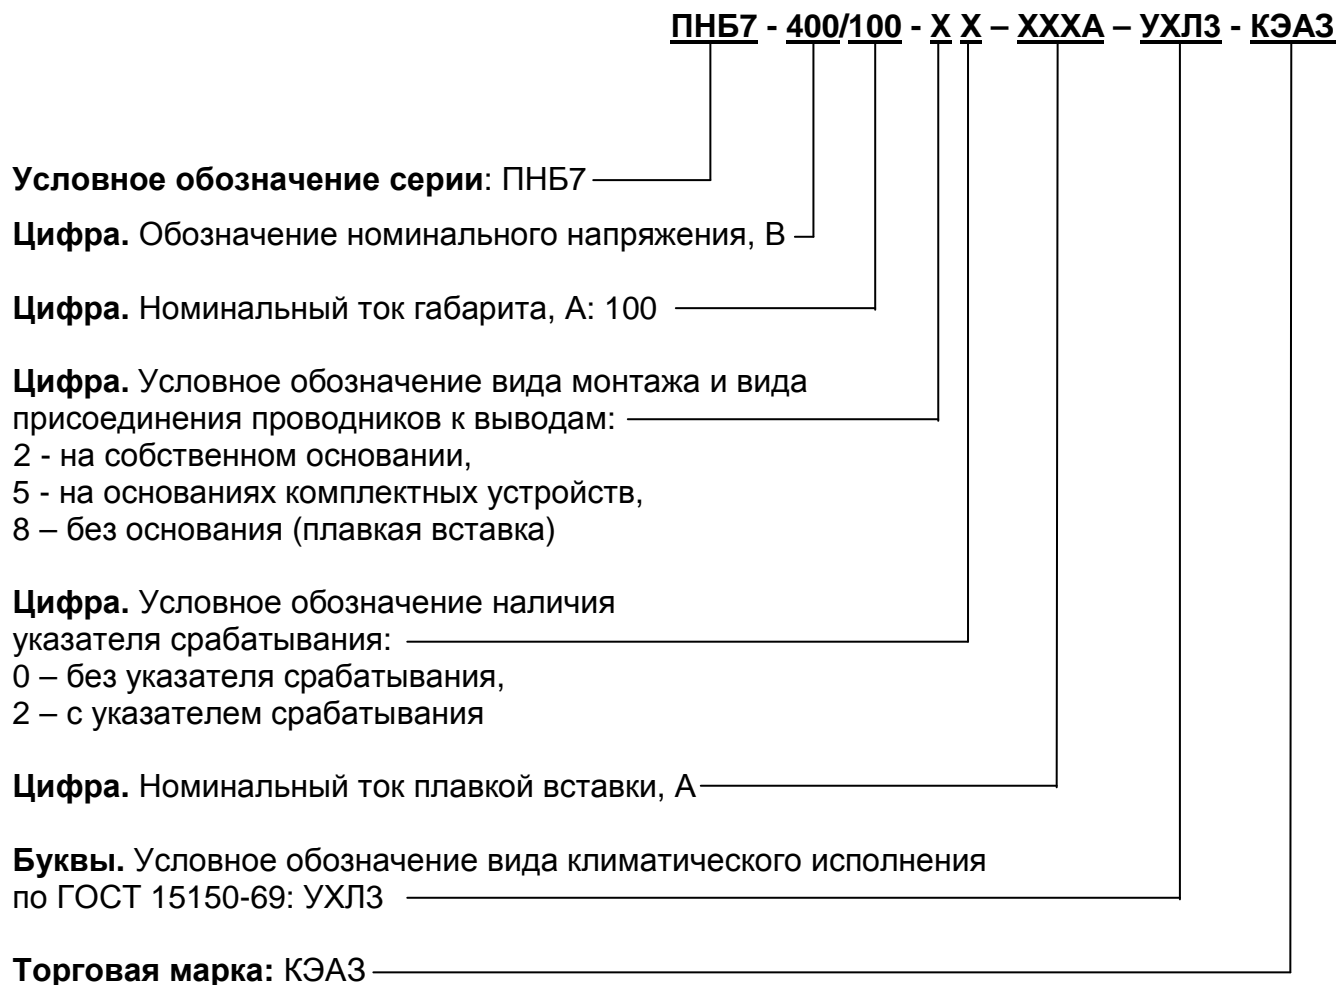 ПНБ7 - 400/100 - Х Х – ХХХА – УХЛ3 - КЭАЗ
Условное обозначение серии: ПНБ7
Цифра. Обозначение номинального напряжения, В
Цифра. Номинальный ток габарита, А: 100
Цифра. Условное обозначение вида монтажа и вида
присоединения проводников к выводам:
2 - на собственном основании,
5 - на основаниях комплектных устройств,
8 – без основания (плавкая вставка)
Цифра. Условное обозначение наличия
указателя срабатывания:
0 – без указателя срабатывания,
2 – с указателем срабатывания
Цифра. Номинальный ток плавкой вставки, А
Буквы. Условное обозначение вида климатического исполнения
по ГОСТ 15150-69: УХЛ3
Торговая марка: КЭАЗ